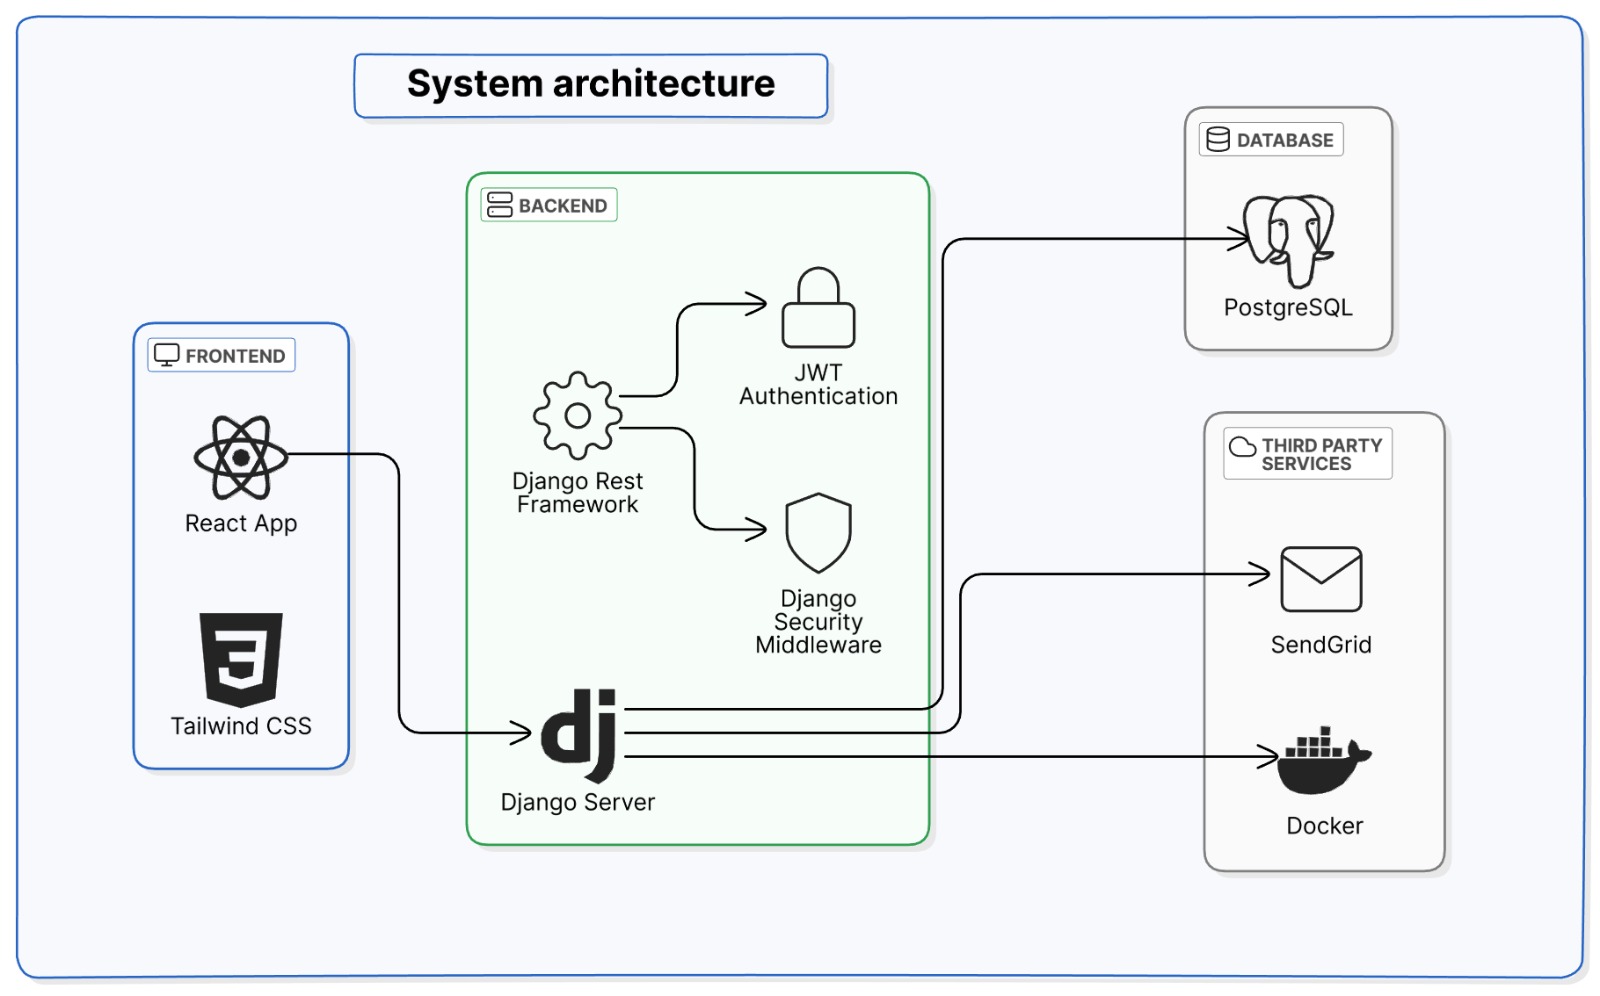 System architecture
FRONTEND
React App
Tailwind CSS
BACKEND
JWT
Authentication
Django Rest
Framework
Django
Security
Middleware
Django Server
DATABASE
PostgreSQL
THIRD PARTY
SERVICES
SendGrid
Docker